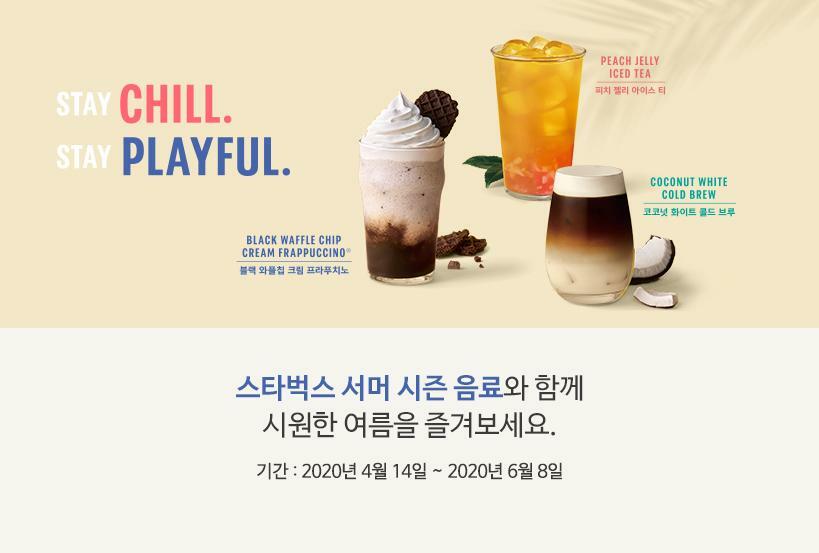 STAY CHILL.
STAY PLAYFUL.
PEACH JELLY
ICED TEA
피치 젤리 아이스 티
COCONUT WHITE
COLD BREW
코코넛 화이트 콜드 브루
BLACK WAFFLE CHIP
CREAM FRAPPUCCINO®
블랙 와플칩 크림 프라푸치노
스타벅스 서머 시즌 음료와 함께
시원한 여름을 즐겨보세요.
기간 : 2020년 4월 14일 ~ 2020년 6월 8일